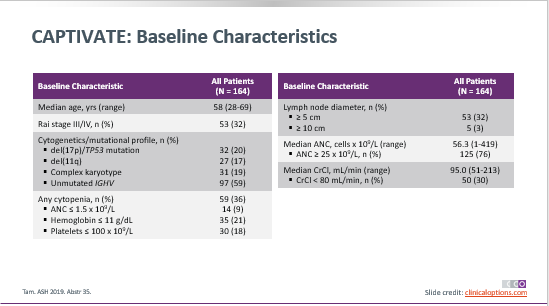 CAPTIVATE: Baseline Characteristics
Baseline Characteristic All Patients (N = 164)
Median age, yrs (range) 58 (28-69)
Rai stage III/IV, n (%) 53 (32)
Cytogenetics/mutational profile, n (%)
▪ del(17p)/TP53 mutation 32 (20)
▪ del(11q) 27 (17)
▪ Complex karyotype 31 (19)
▪ Unmutated IGHV 97 (59)
Any cytopenia, n (%) 59 (36)
▪ ANC ≤ 1.5 x 10⁹/L 14 (9)
▪ Hemoglobin ≤ 11 g/dL 35 (21)
▪ Platelets ≤ 100 x 10⁹/L 30 (18)
Baseline Characteristic All Patients (N = 164)
Lymph node diameter, n (%)
▪ ≥ 5 cm 53 (32)
▪ ≥ 10 cm 5 (3)
Median ANC, cells x 10⁹/L (range) 56.3 (1-419)
▪ ANC ≥ 25 x 10⁹/L, n (%) 125 (76)
Median CrCl, mL/min (range) 95.0 (51-213)
▪ CrCl < 80 mL/min, n (%) 50 (30)
Tam. ASH 2019. Abstr 35.
CCO
Slide credit: clinicaloptions.com